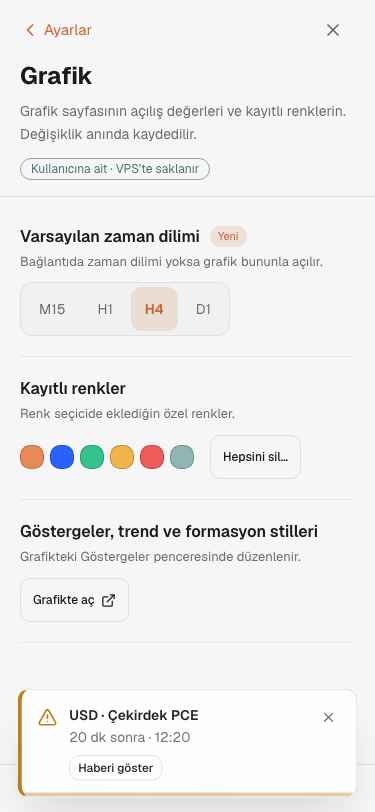 Ayarlar
Grafik
Grafik sayfasının açılış değerleri ve kayıtlı renklerin.
Değişiklik anında kaydedilir.
Kullanıcına ait · VPS'te saklanır
Varsayılan zaman dilimi Yeni
Bağlantıda zaman dilimi yoksa grafik bununla açılır.
M15 H1 H4 D1
Kayıtlı renkler
Renk seçicide eklediğin özel renkler.
Hepsini sil...
Göstergeler, trend ve formasyon stilleri
Grafikteki Göstergeler penceresinde düzenlenir.
Grafikte aç
USD · Çekirdek PCE
20 dk sonra · 12:20
Haberi göster